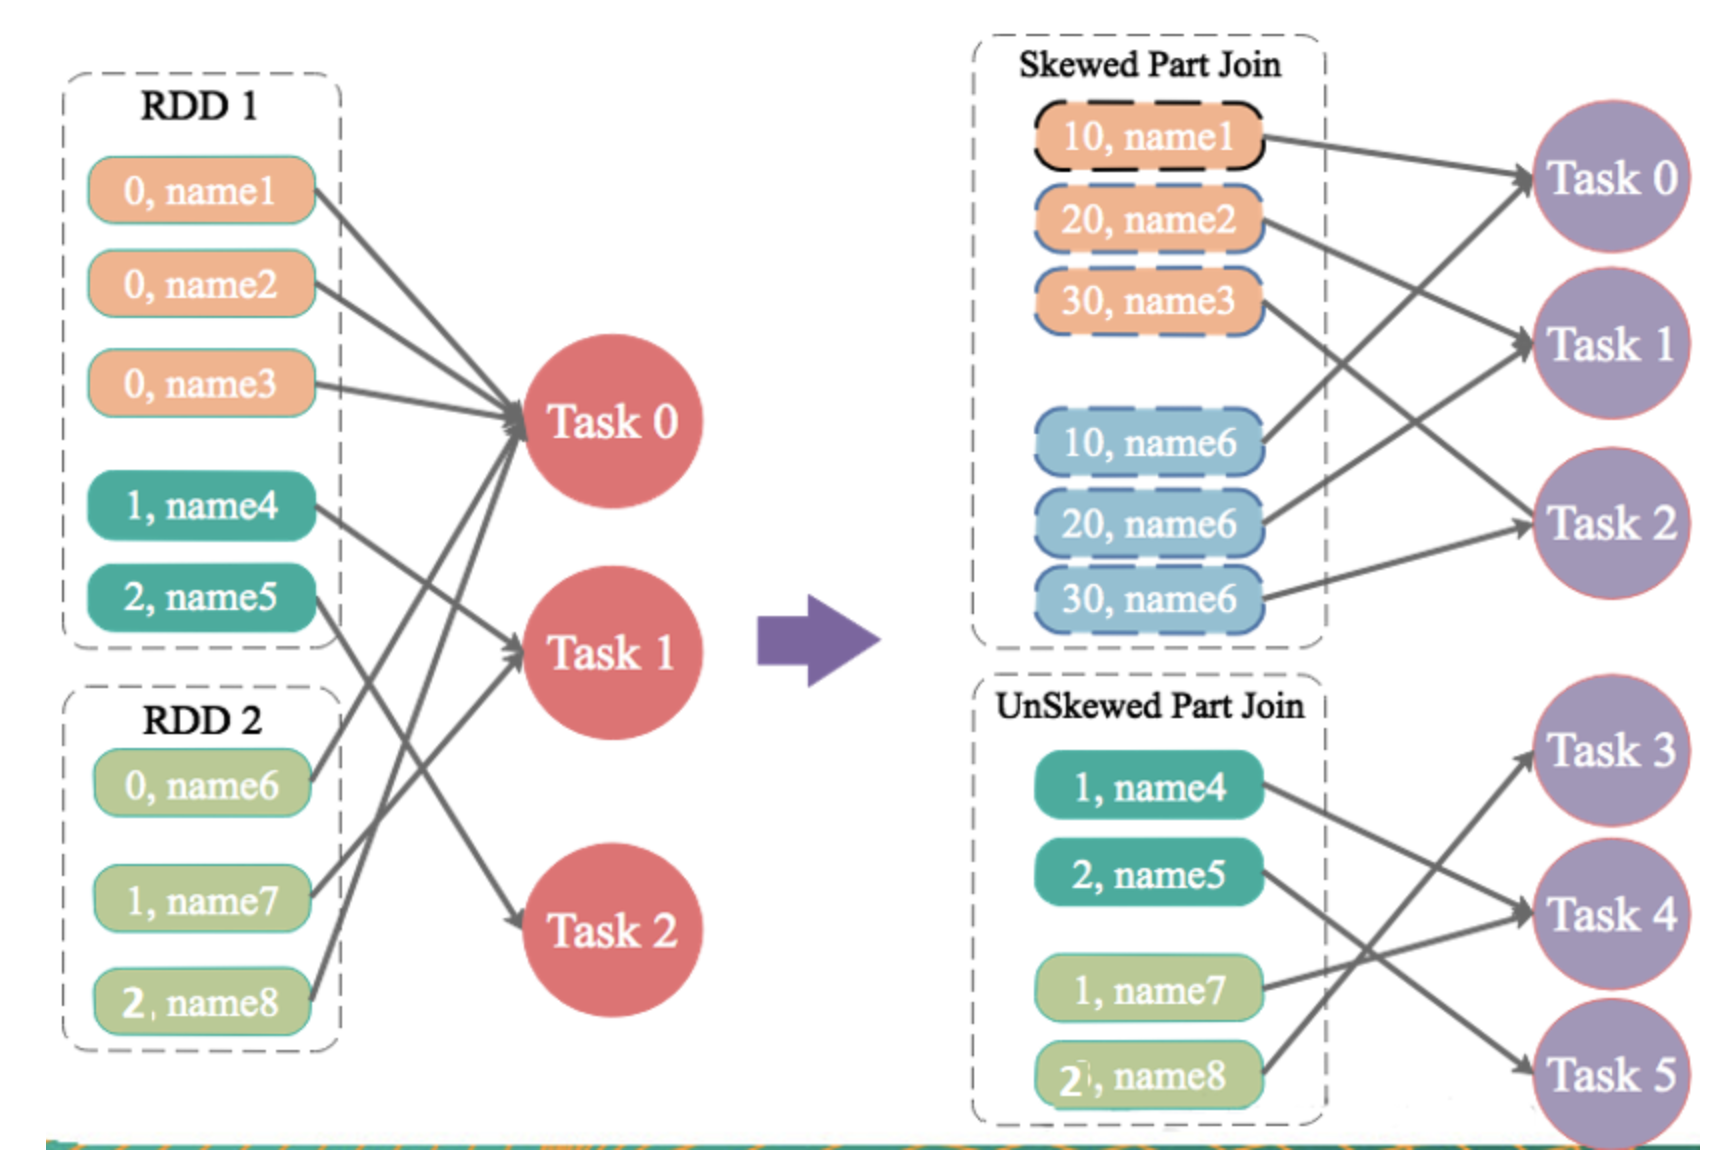 RDD 1
0, name1
0, name2
0, name3
1, name4
2, name5
RDD 2
0, name6
1, name7
2, name8
Task 0
Task 1
Task 2
Skewed Part Join
10, name1
20, name2
30, name3
10, name6
20, name6
30, name6
UnSkewed Part Join
1, name4
2, name5
1, name7
2, name8
Task 0
Task 1
Task 2
Task 3
Task 4
Task 5